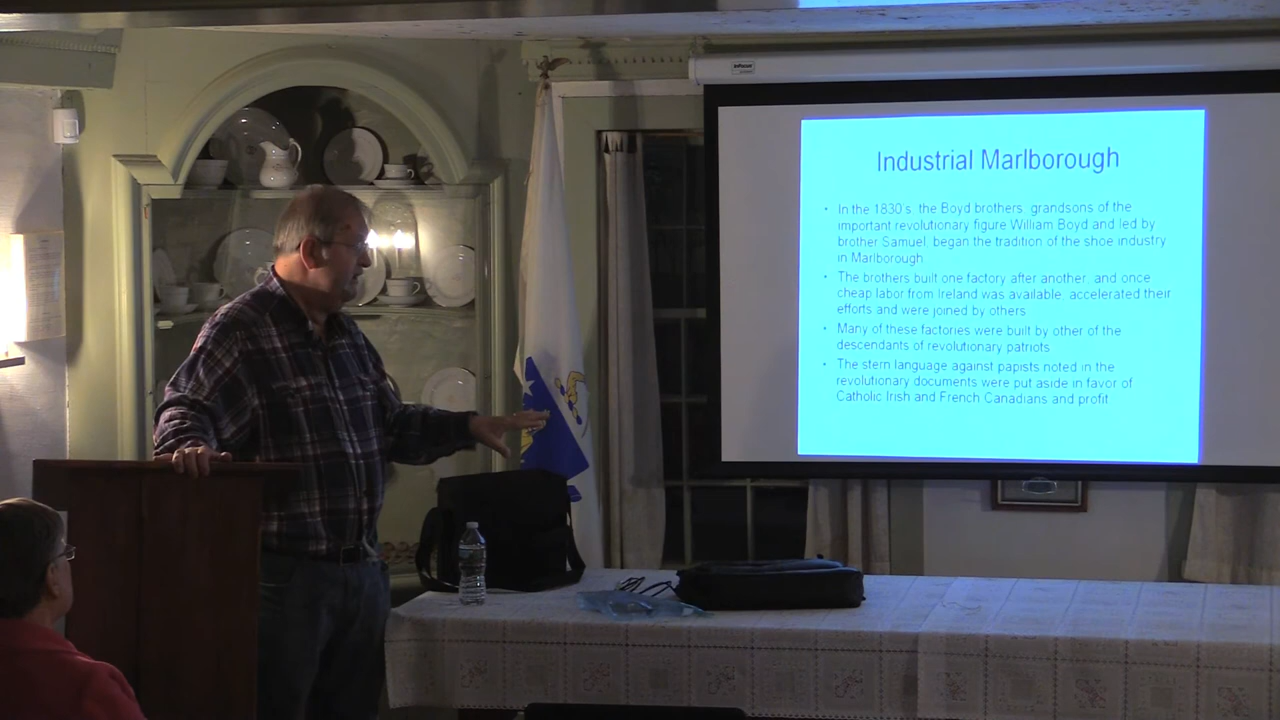 InFocus
Industrial Marlborough
• In the 1830's, the Boyd brothers, grandsons of the
important revolutionary figure William Boyd and led by
brother Samuel, began the tradition of the shoe industry
in Marlborough
• The brothers built one factory after another, and once
cheap labor from Ireland was available, accelerated their
efforts and were joined by others
• Many of these factories were built by other of the
descendants of revolutionary patriots
• The stern language against papists noted in the
revolutionary documents were put aside in favor of
Catholic Irish and French Canadians and profit